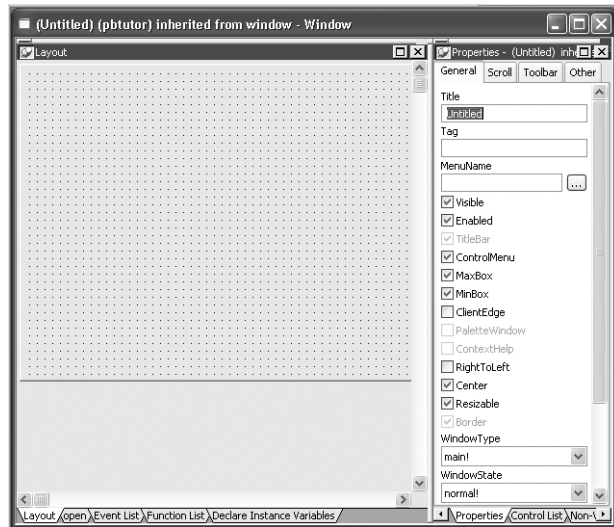 (Untitled) (pbtutor) inherited from window - Window
Layout
Properties - (Untitled)
General Scroll Toolbar Other
Title
Untitled
Tag
MenuName
...
Visible
Enabled
TitleBar
ControlMenu
MaxBox
MinBox
ClientEdge
PaletteWindow
ContextHelp
RightToLeft
Center
Resizable
Border
WindowType
main!
WindowState
normal!
Layout open Event List Function List Declare Instance Variables
Properties Control List Non-